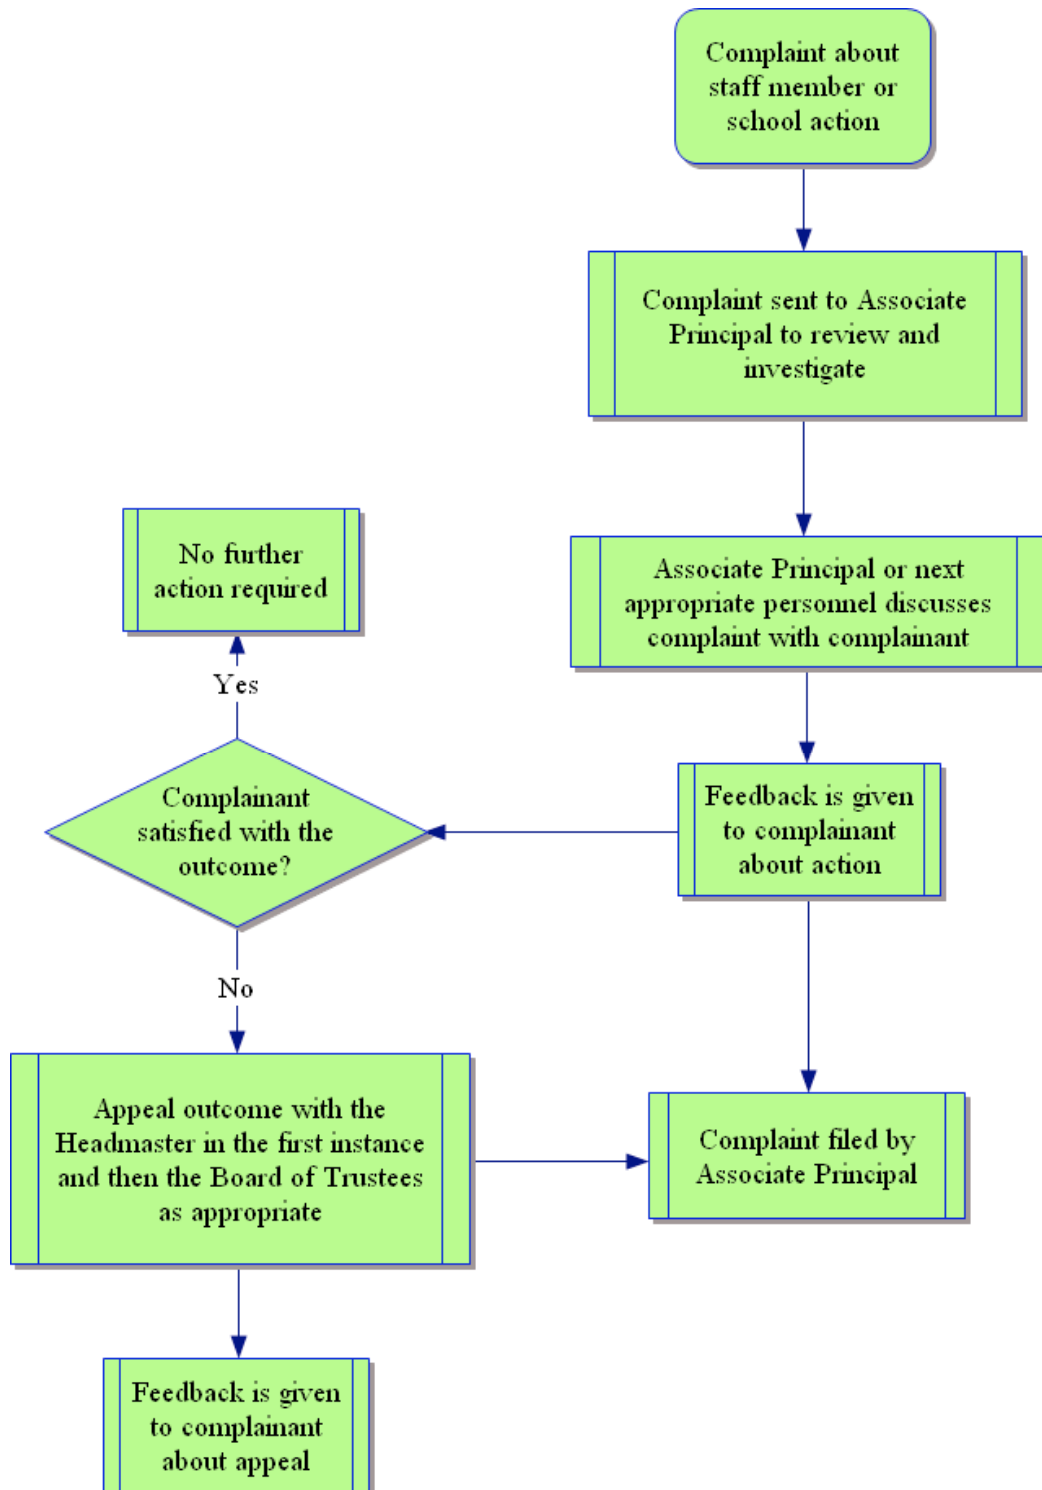 Complaint about
staff member or
school action
Complaint sent to Associate
Principal to review and
investigate
Associate Principal or next
appropriate personnel discusses
complaint with complainant
No further
action required
Yes
Feedback is given
to complainant
about action
Complainant
satisfied with the
outcome?
No
Appeal outcome with the
Headmaster in the first instance
and then the Board of Trustees
as appropriate
Complaint filed by
Associate Principal
Feedback is given
to complainant
about appeal